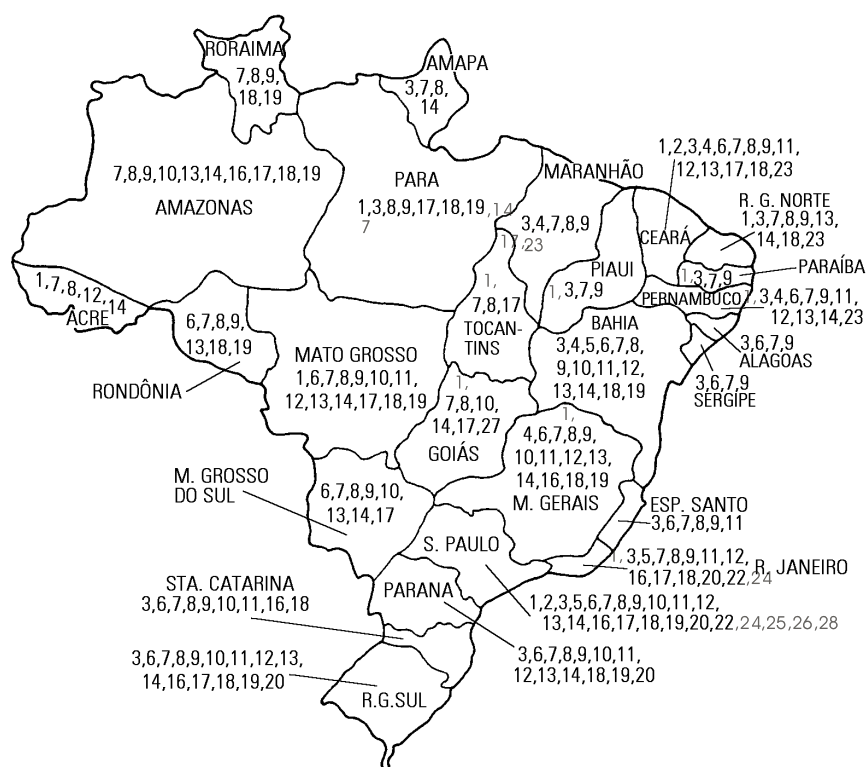 RORAIMA
7,8,9,
18,19
AMAPA
3,7,8,
14
7,8,9,10,13,14,16,17,18,19
AMAZONAS
PARA
1,3,8,9,17,18,19,14
7
MARANHÃO
3,4,7,8,9
17,23
1,2,3,4,6,7,8,9,11,
12,13,17,18,23
CEARÁ
R. G. NORTE
1,3,7,8,9,13,
14,18,23
PIAUI
1,3,7,9
1,3,7,9
PARAÍBA
PERNAMBUCO
1,3,4,6,7,9,11,
12,13,14,23
1,7,8,12,14
ÂCRE
6,7,8,9,
13,18,19
RONDÔNIA
1,
7,8,17
TOCAN-
TINS
MATO GROSSO
1,6,7,8,9,10,11,
12,13,14,17,18,19
BAHIA
3,4,5,6,7,8,
9,10,11,12,
13,14,18,19
3,6,7,9
ALAGOAS
3,6,7,9
SERGIPE
1,
7,8,10,
14,17,27
GOIÁS
1,
4,6,7,8,9,
10,11,12,13,
14,16,18,19
M. GERAIS
M. GROSSO
DO SUL
6,7,8,9,10,
13,14,17
ESP. SANTO
3,6,7,8,9,11
S. PAULO
1,3,5,7,8,9,11,12,
16,17,18,20,22,24
R. JANEIRO
STA. CATARINA
3,6,7,8,9,10,11,16,18
PARANA
1,2,3,5,6,7,8,9,10,11,12,
13,14,16,17,18,19,20,22,24,25,26,28
3,6,7,8,9,10,11,12,13,
14,16,17,18,19,20
3,6,7,8,9,10,11,
12,13,14,18,19,20
R.G.SUL